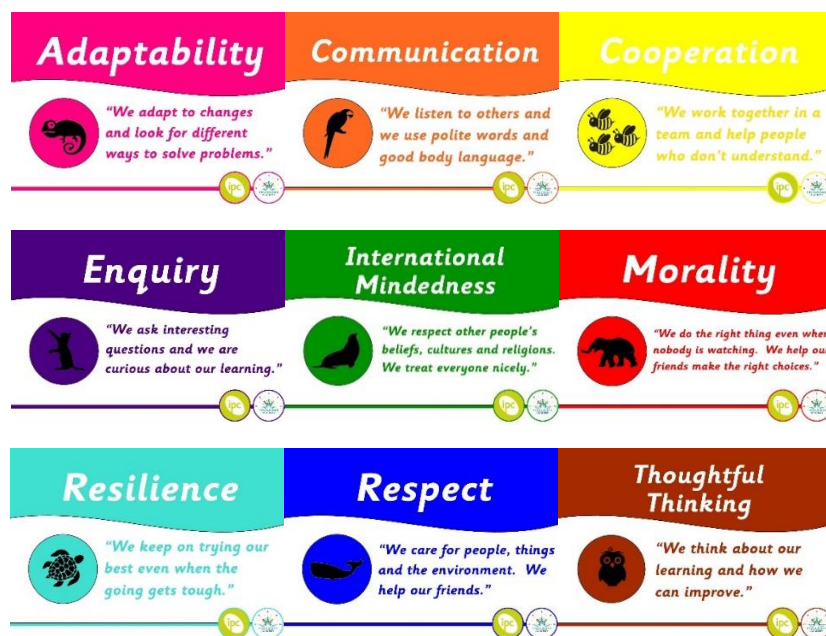 Adaptability
"We adapt to changes
and look for different
ways to solve problems."
ipc
Communication
"We listen to others and
we use polite words and
good body language."
ipc
Cooperation
"We work together in a
team and help people
who don't understand."
ipc
Enquiry
"We ask interesting
questions and we are
curious about our learning."
ipc
International
Mindedness
"We respect other people's
beliefs, cultures and religions.
We treat everyone nicely."
ipc
Morality
"We do the right thing even when
nobody is watching. We help our
friends make the right choices."
ipc
Resilience
"We keep on trying our
best even when the
going gets tough."
ipc
Respect
"We care for people, things
and the environment. We
help our friends."
ipc
Thoughtful
Thinking
"We think about our
learning and how we
can improve."
ipc